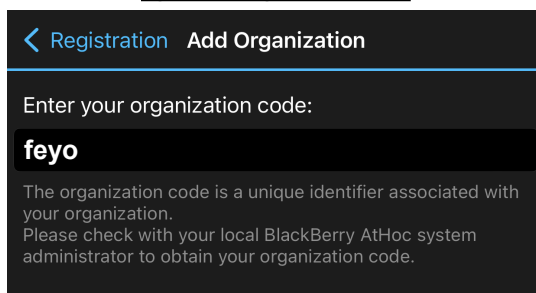 Registration Add Organization
Enter your organization code:
feyo
The organization code is a unique identifier associated with
your organization.
Please check with your local BlackBerry AtHoc system
administrator to obtain your organization code.